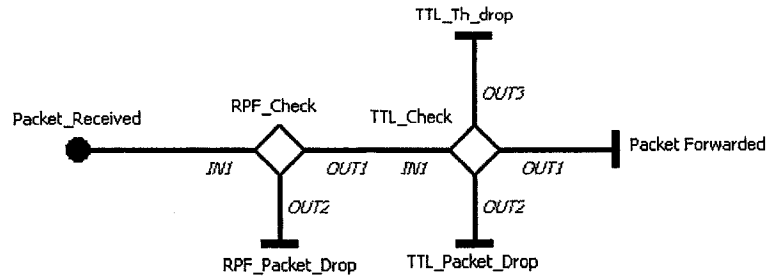 TTL_Th_drop
OUT3
Packet_Received
RPF_Check
TTL_Check
Packet Forwarded
IN1
OUT1
IN1
OUT1
OUT2
OUT2
RPF_Packet_Drop
TTL_Packet_Drop